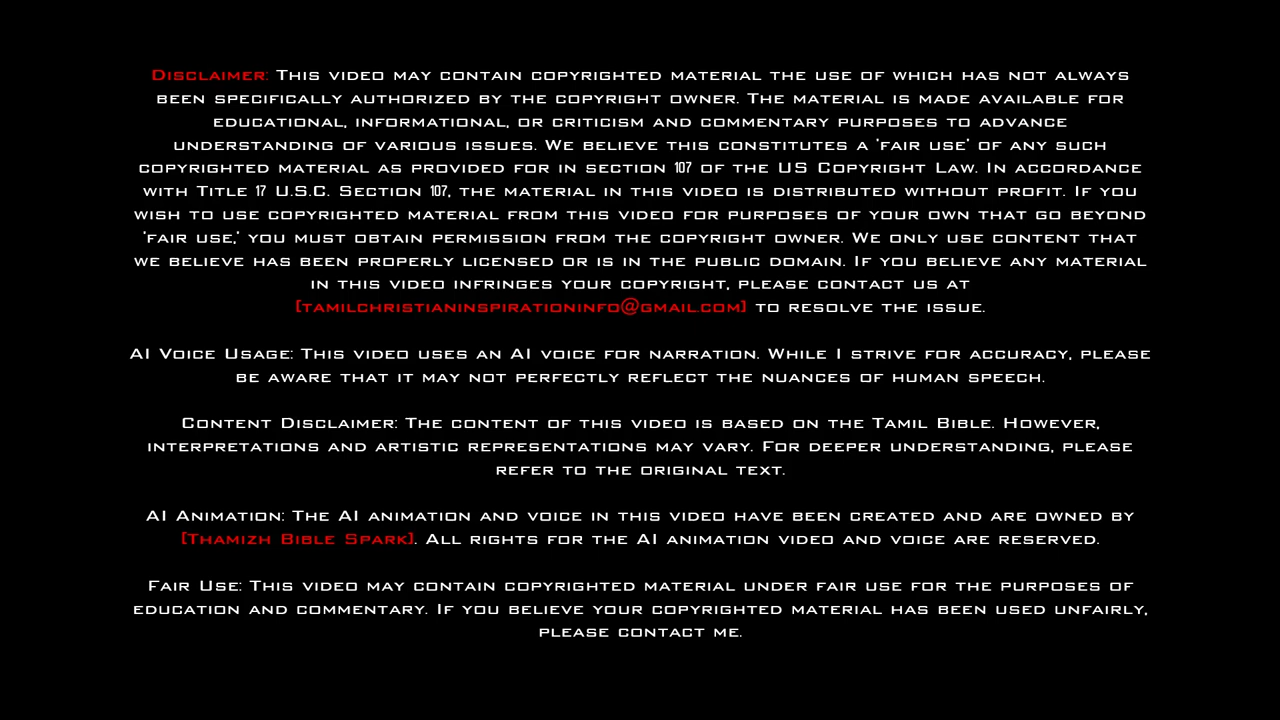 Disclaimer: This video may contain copyrighted material the use of which has not always
been specifically authorized by the copyright owner. The material is made available for
educational, informational, or criticism and commentary purposes to advance
understanding of various issues. We believe this constitutes a 'fair use' of any such
copyrighted material as provided for in section 107 of the US Copyright Law. In accordance
with Title 17 U.S.C. Section 107, the material in this video is distributed without profit. If you
wish to use copyrighted material from this video for purposes of your own that go beyond
'fair use,' you must obtain permission from the copyright owner. We only use content that
we believe has been properly licensed or is in the public domain. If you believe any material
in this video infringes your copyright, please contact us at
[tamilchristianinspirationinfo@gmail.com] to resolve the issue.
AI Voice Usage: This video uses an AI voice for narration. While I strive for accuracy, please
be aware that it may not perfectly reflect the nuances of human speech.
Content Disclaimer: The content of this video is based on the Tamil Bible. However,
interpretations and artistic representations may vary. For deeper understanding, please
refer to the original text.
AI Animation: The AI animation and voice in this video have been created and are owned by
[Thamizh Bible Spark]. All rights for the AI animation video and voice are reserved.
Fair Use: This video may contain copyrighted material under fair use for the purposes of
education and commentary. If you believe your copyrighted material has been used unfairly,
please contact me.